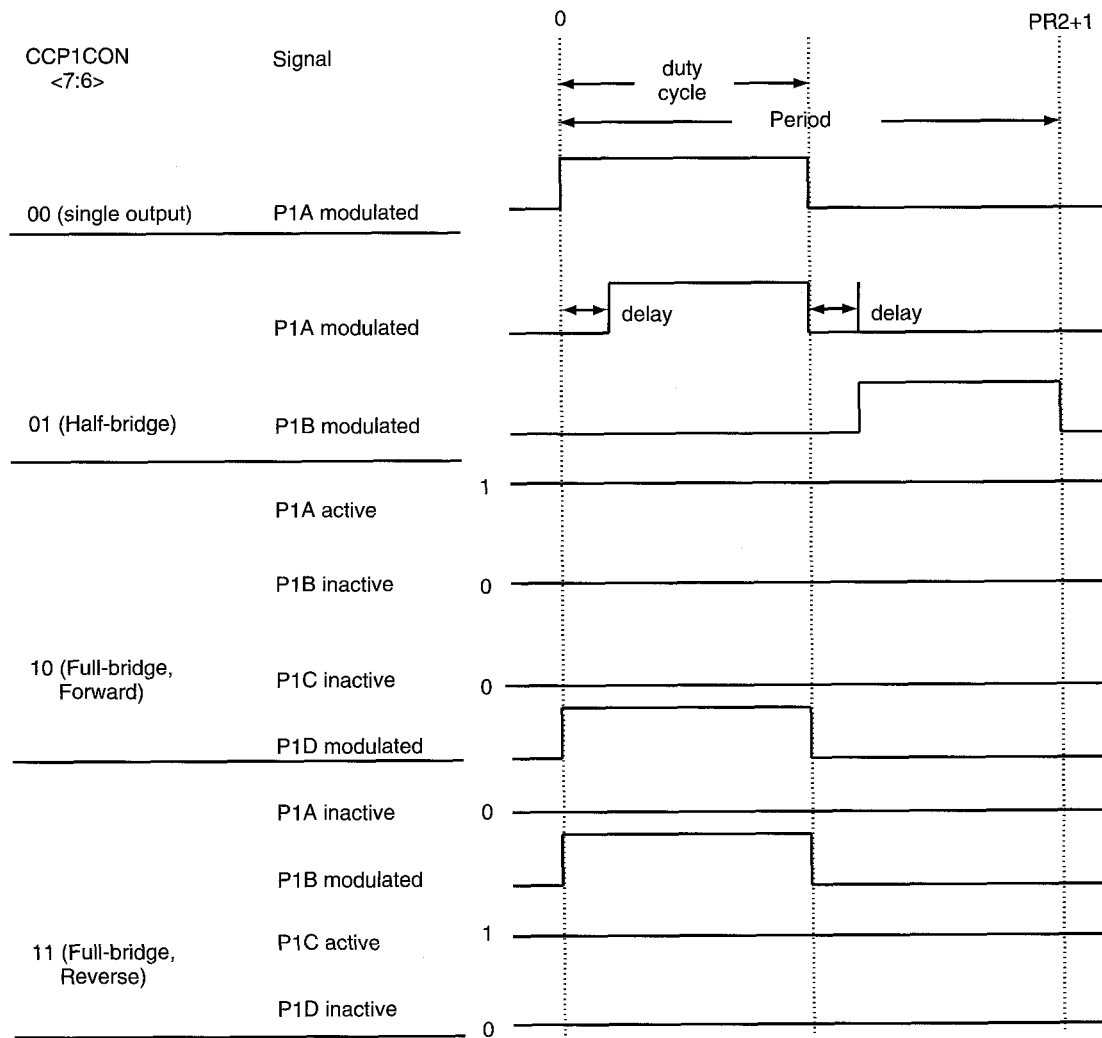 0
PR2+1
CCP1CON
<7:6>
Signal
duty
cycle
Period
00 (single output)
P1A modulated
P1A modulated
delay
delay
01 (Half-bridge)
P1B modulated
1
P1A active
P1B inactive
0
10 (Full-bridge,
Forward)
P1C inactive
0
P1D modulated
P1A inactive
0
P1B modulated
11 (Full-bridge,
Reverse)
P1C active
1
P1D inactive
0